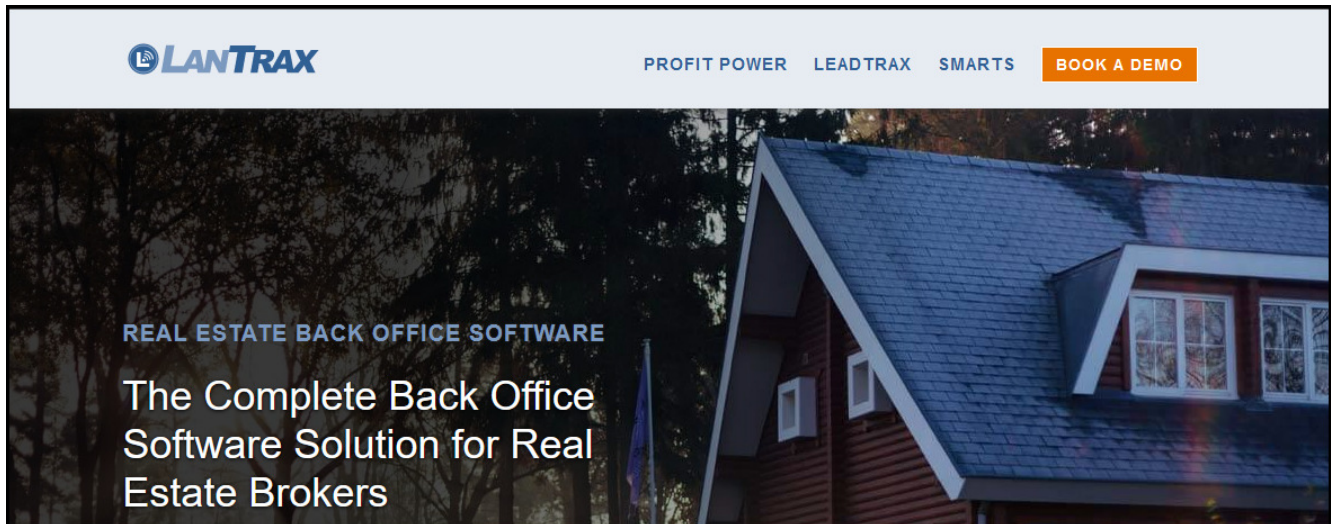 LANTRAX
PROFIT POWER LEADTRAX SMARTS BOOK A DEMO
REAL ESTATE BACK OFFICE SOFTWARE
The Complete Back Office
Software Solution for Real
Estate Brokers